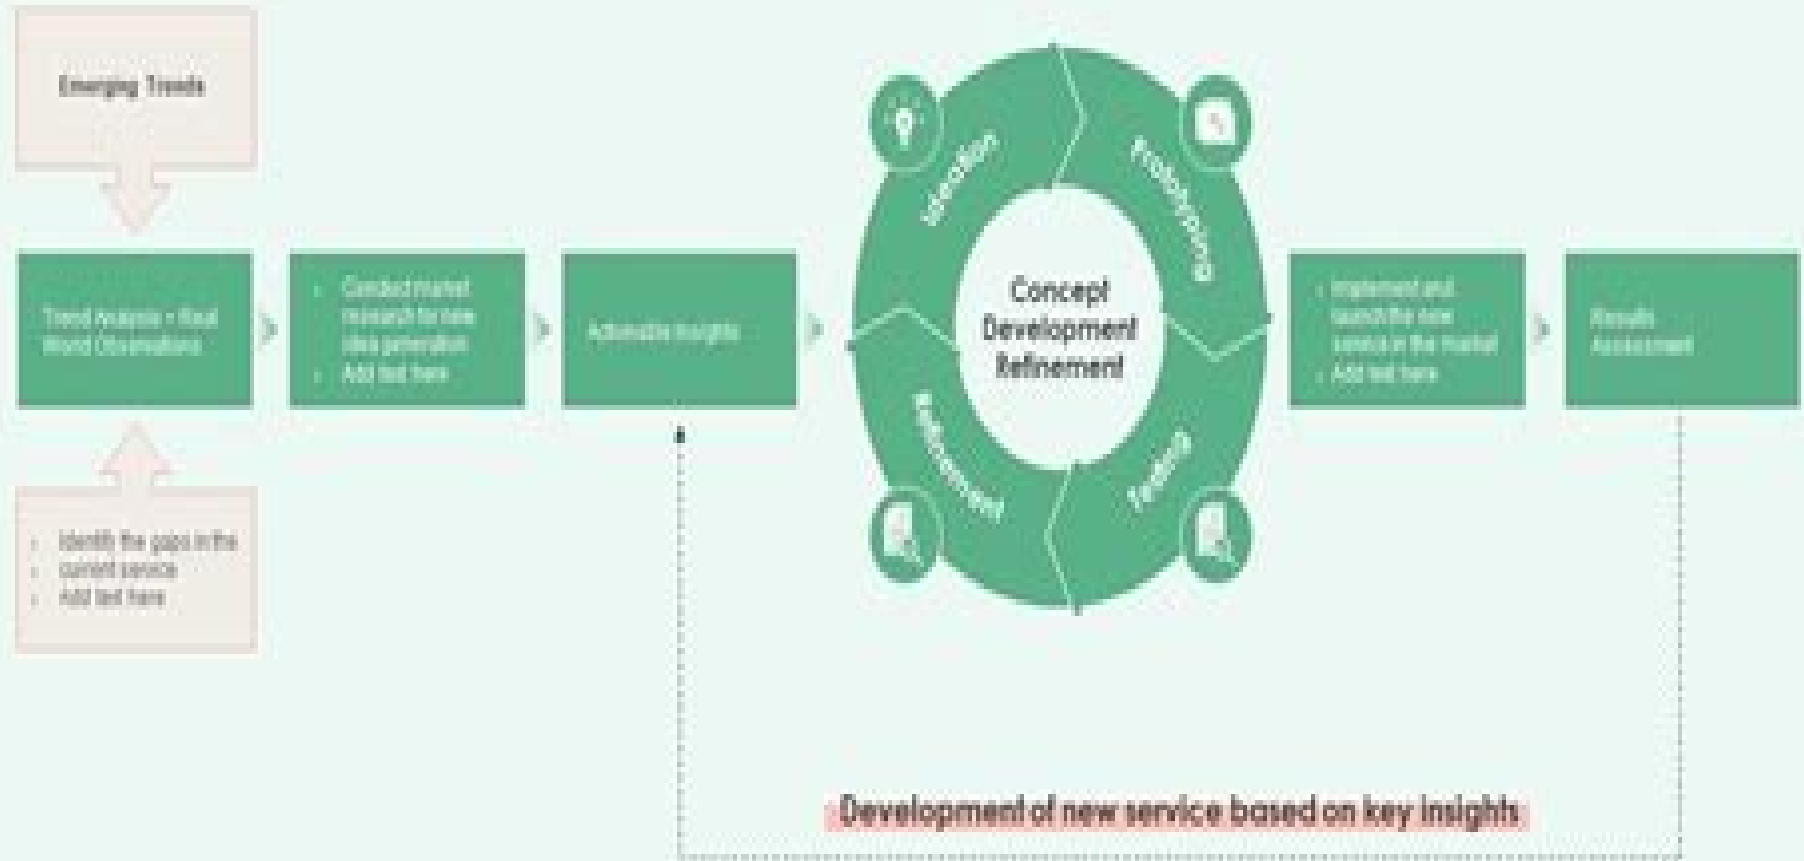 Emerging Trends
Trend Analysis + Real
World Observations
Conduct market
research for new
idea generation
Add text here
Actionable Insights
Ideation
Prototyping
Concept
Development
Refinement
Refinement
Testing
Implement and
launch the new
service in the market
Add text here
Results
Assessment
Identify the gaps in the
current service
Add text here
Development of new service based on key insights